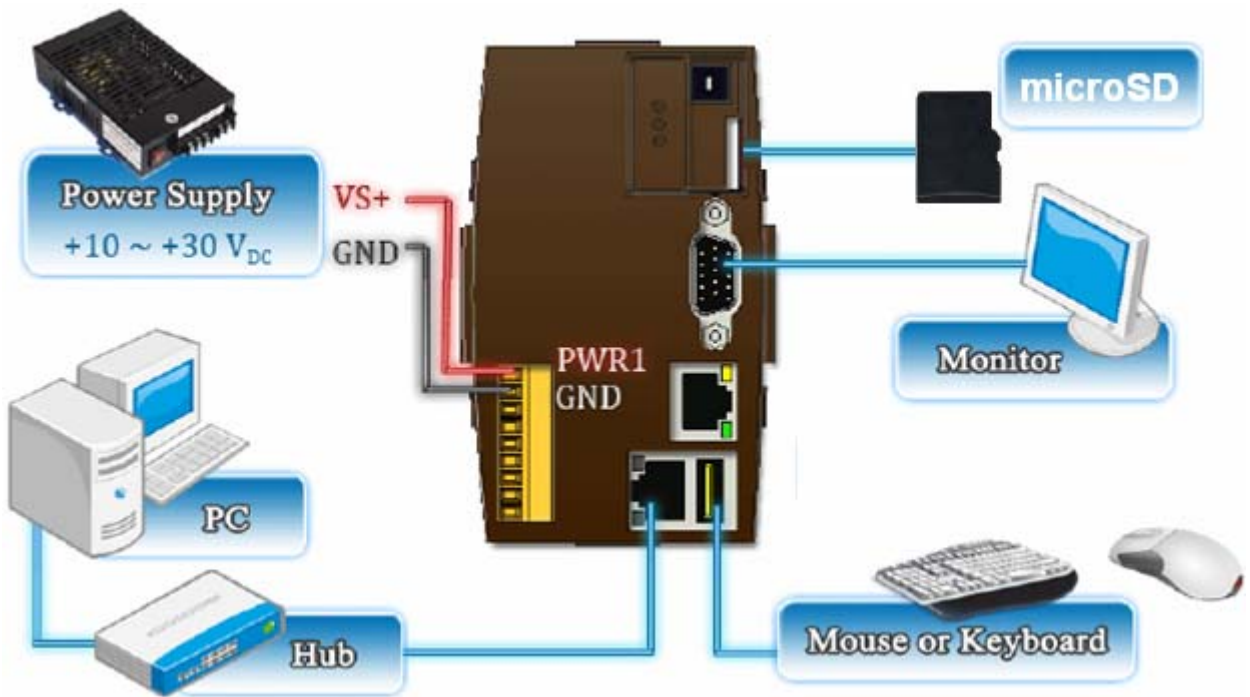 microSD
Power Supply
+10 ~ +30 VDC
VS+
GND
Monitor
PWR1
GND
PC
Hub
Mouse or Keyboard